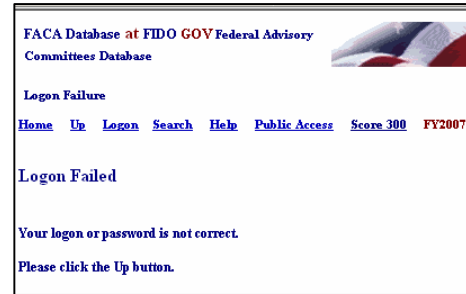 FACA Database at FIDO GOV Federal Advisory
Committees Database
Logon Failure
Home Up Logon Search Help Public Access Score 300 FY2007
Logon Failed
Your logon or password is not correct.
Please click the Up button.